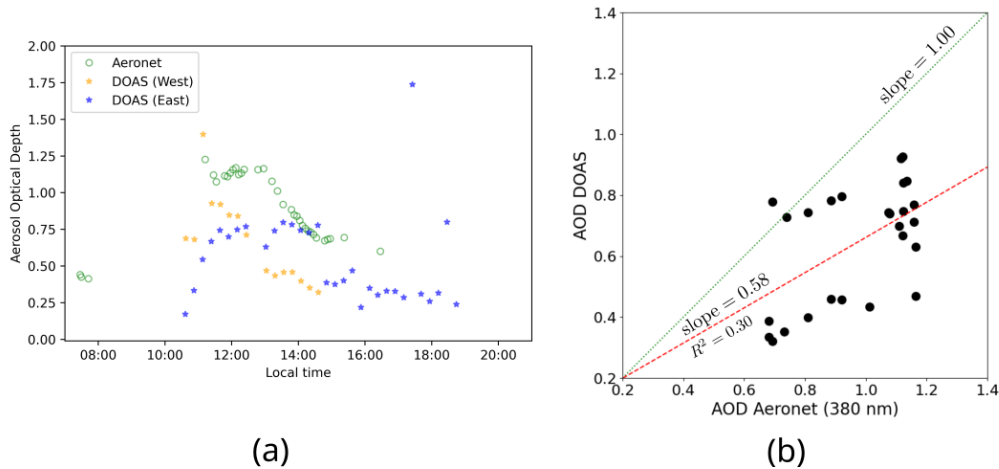 2.00
1.75
1.50
1.25
1.00
0.75
0.50
0.25
0.00
Aerosol Optical Depth
Aeronet
DOAS (West)
DOAS (East)
08:00 10:00 12:00 14:00 16:00 18:00 20:00
Local time
(a)
1.4
1.2
1.0
0.8
0.6
0.4
0.2
AOD DOAS
slope = 1.00
slope = 0.58
R² = 0.30
0.2 0.4 0.6 0.8 1.0 1.2 1.4
AOD Aeronet (380 nm)
(b)